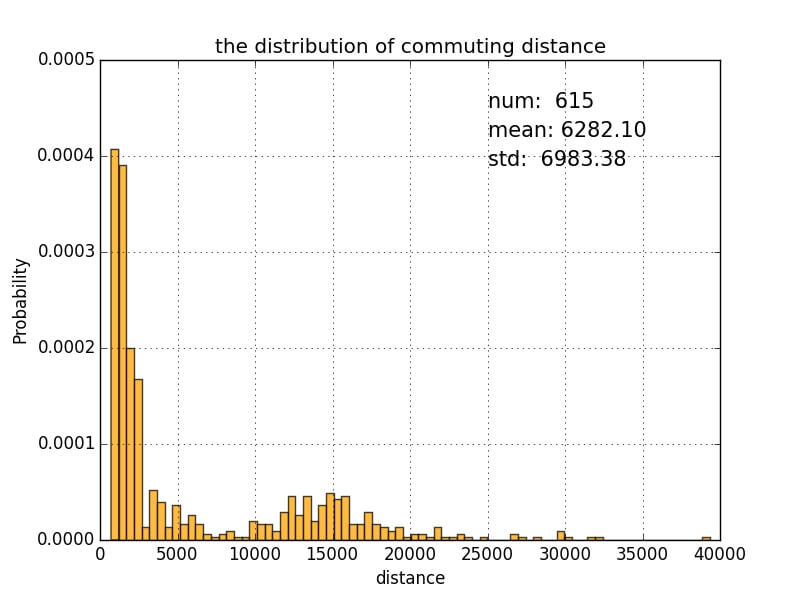 the distribution of commuting distance
0.0005
0.0004
0.0003
0.0002
0.0001
0.0000
Probability
num:  615
mean: 6282.10
std:  6983.38
0 5000 10000 15000 20000 25000 30000 35000 40000
distance